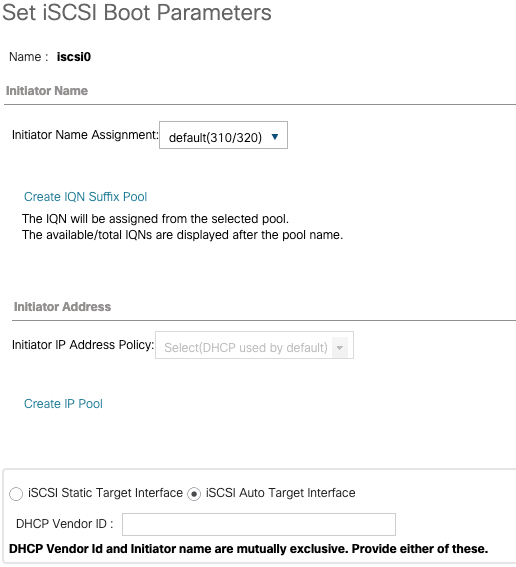 Set iSCSI Boot Parameters
Name : iscsi0
Initiator Name
Initiator Name Assignment: default(310/320)
Create IQN Suffix Pool
The IQN will be assigned from the selected pool.
The available/total IQNs are displayed after the pool name.
Initiator Address
Initiator IP Address Policy: Select(DHCP used by default)
Create IP Pool
iSCSI Static Target Interface iSCSI Auto Target Interface
DHCP Vendor ID :
DHCP Vendor Id and Initiator name are mutually exclusive. Provide either of these.